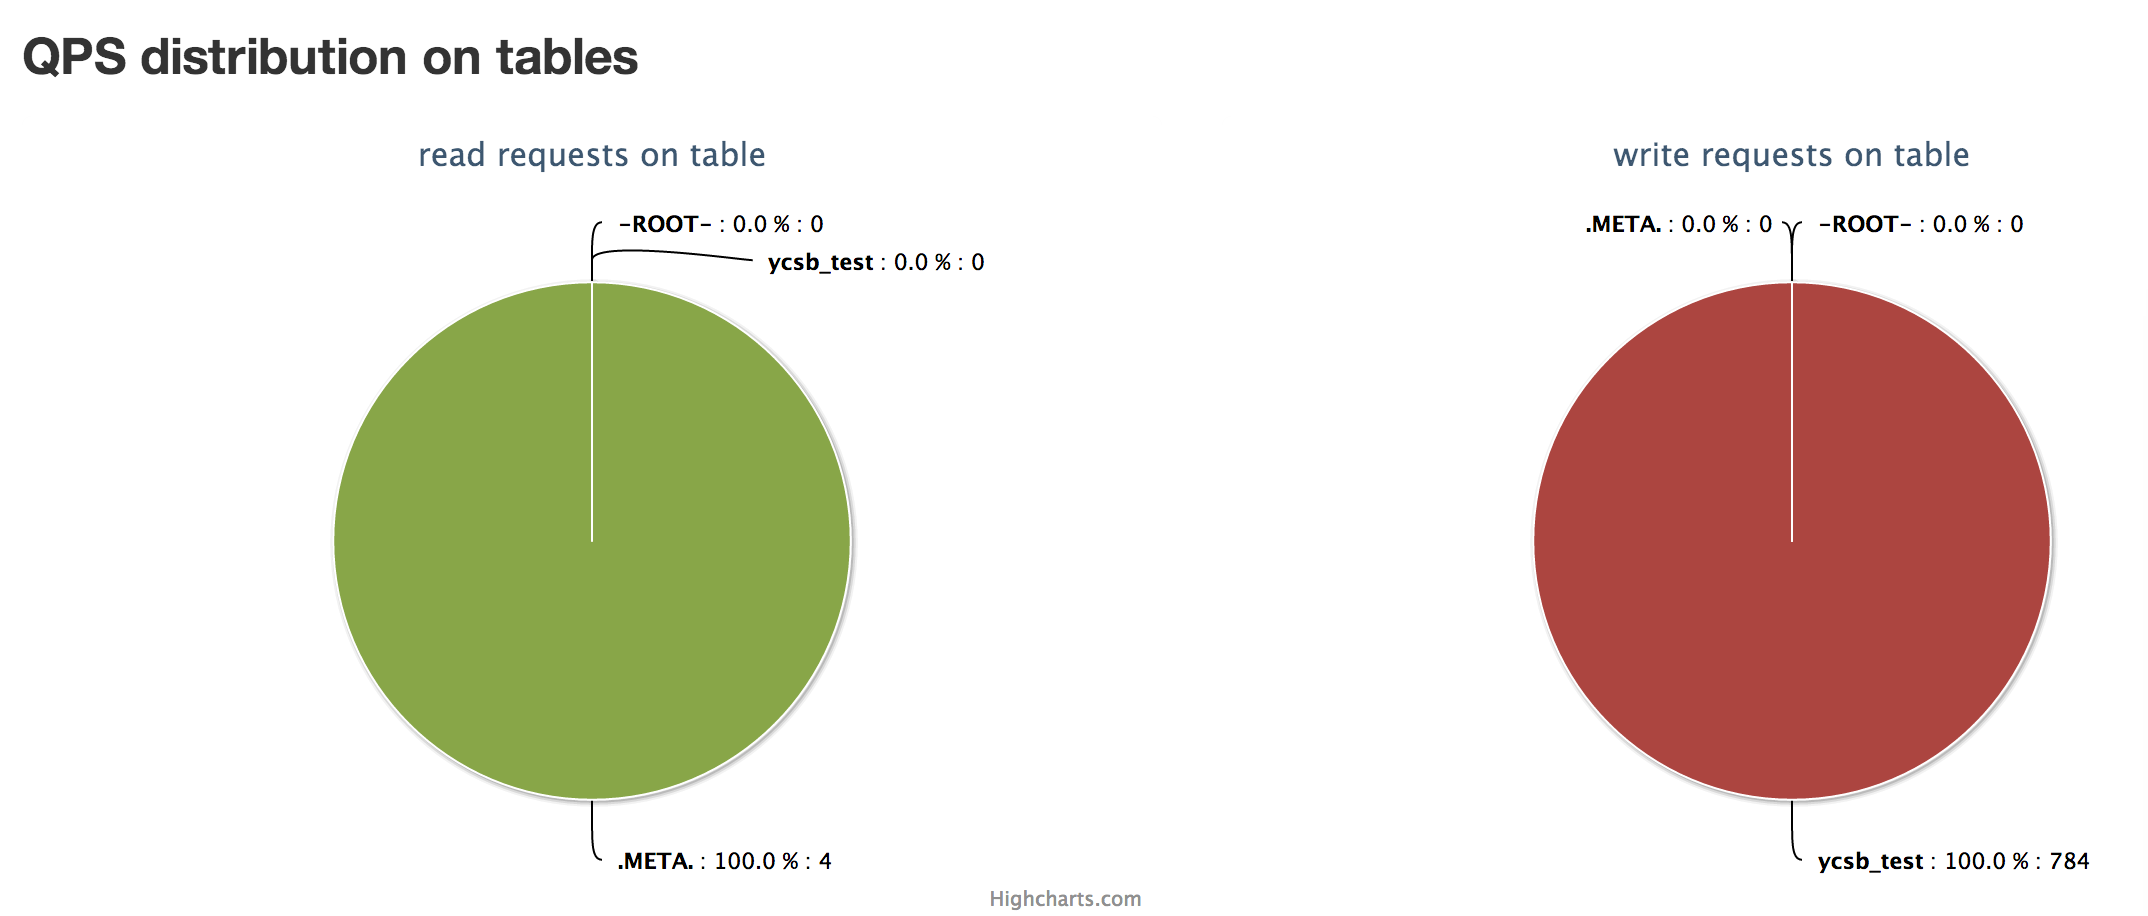 QPS distribution on tables
read requests on table
-ROOT- : 0.0 % : 0
ycsb_test : 0.0 % : 0
.META. : 100.0 % : 4
write requests on table
.META. : 0.0 % : 0
-ROOT- : 0.0 % : 0
ycsb_test : 100.0 % : 784
Highcharts.com